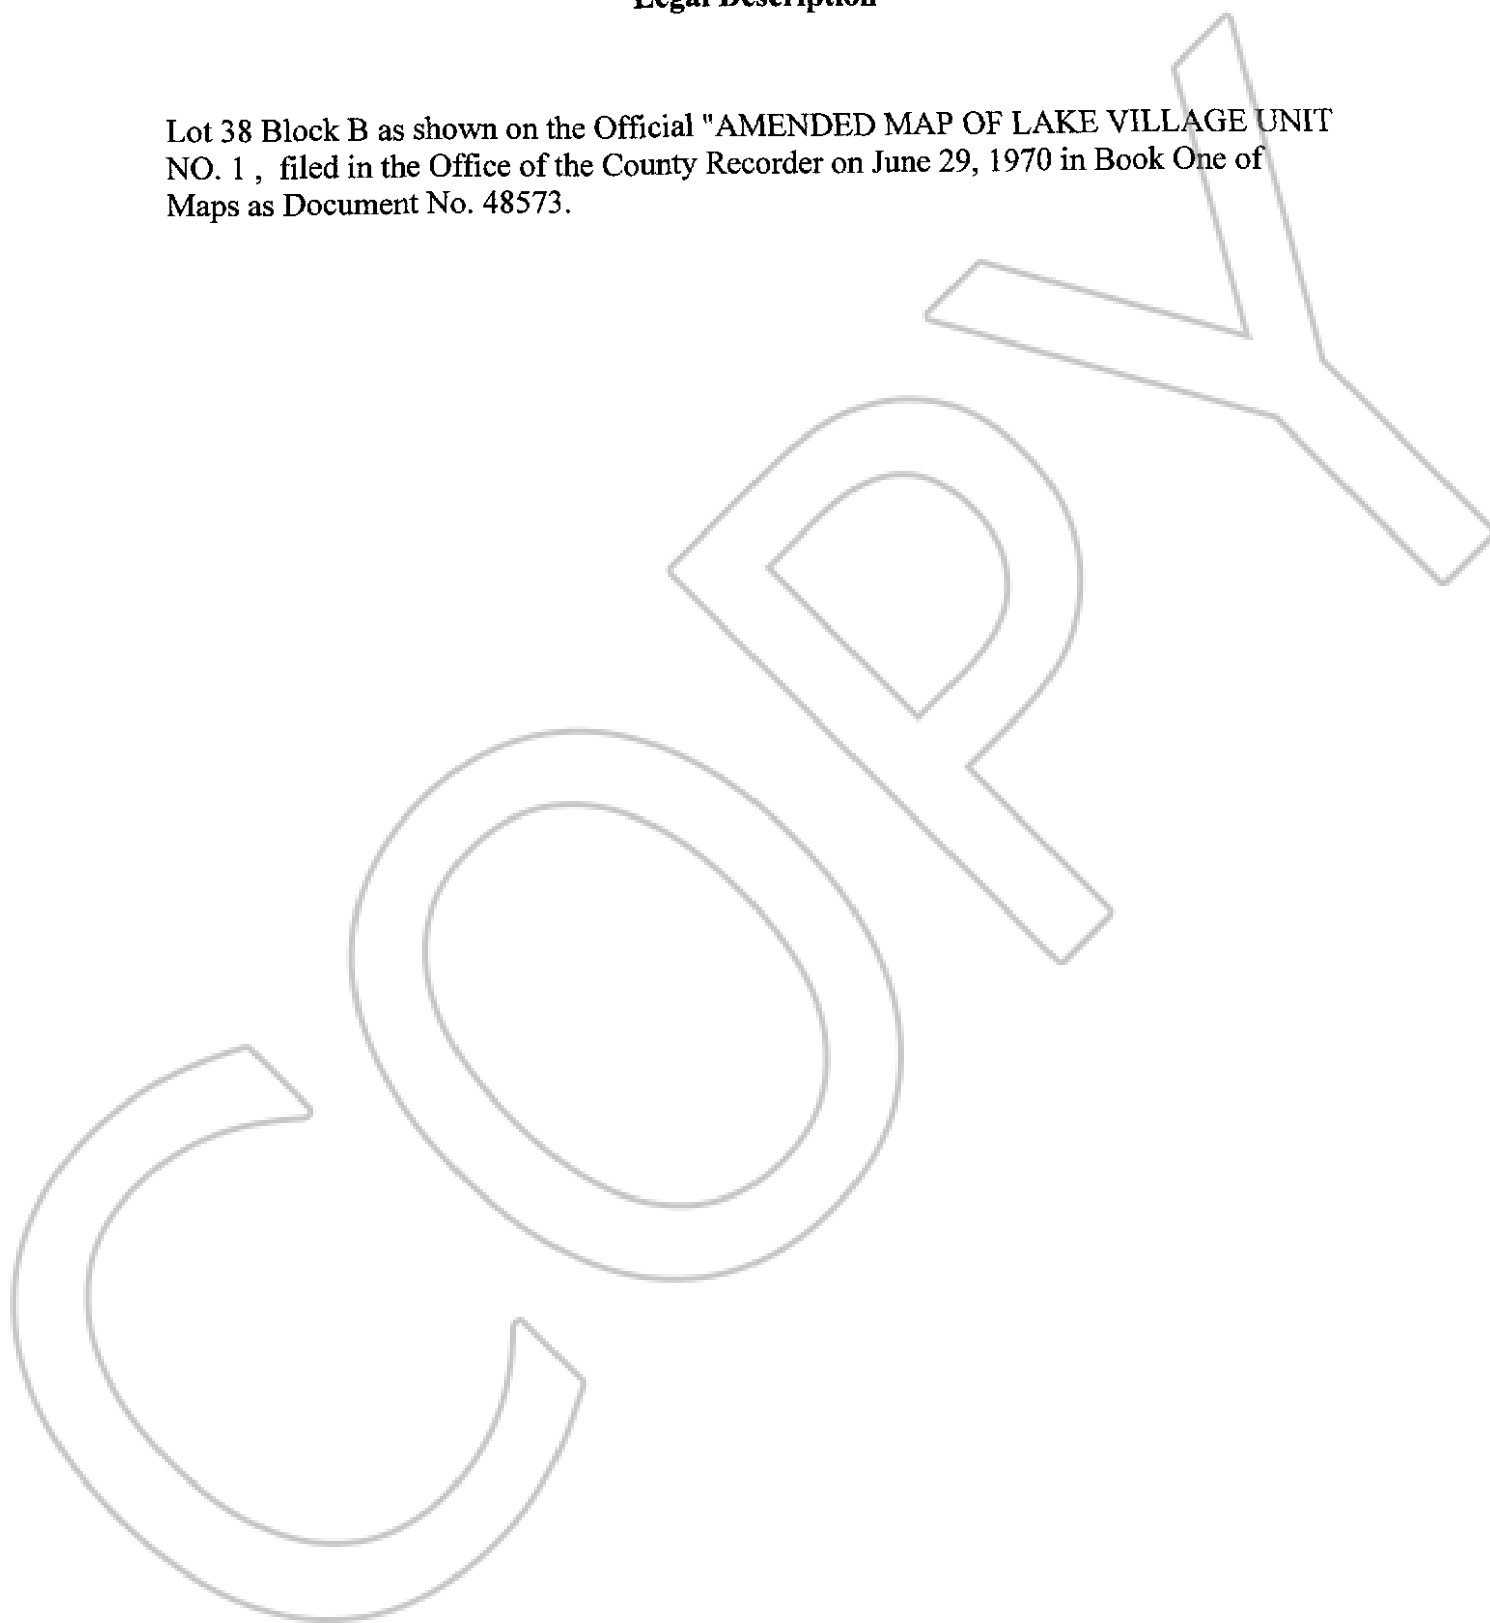 Legal Description
Lot 38 Block B as shown on the Official "AMENDED MAP OF LAKE VILLAGE UNIT
NO. 1 ,  filed in the Office of the County Recorder on June 29, 1970 in Book One of
Maps as Document No. 48573.
COPY